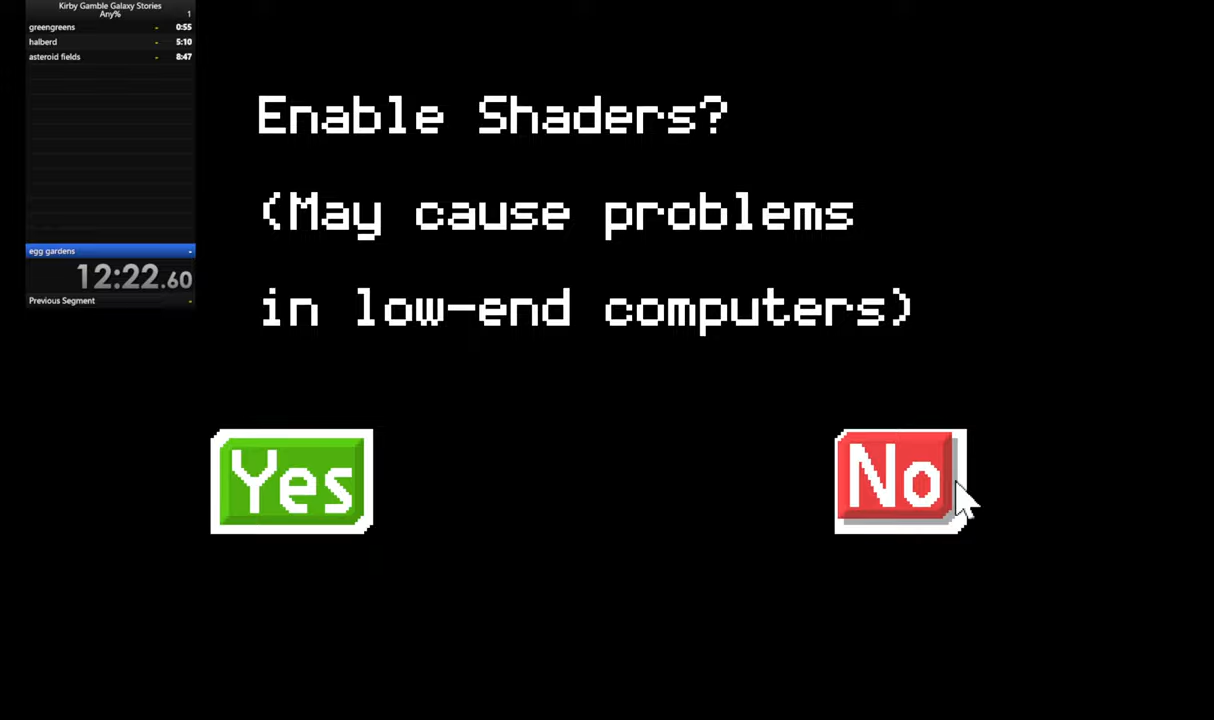 Kirby Gamble Galaxy Stories
Any% 1
greengreens - 0:55
halberd - 5:10
asteroid fields - 8:47
egg gardens -
12:22.60
Previous Segment -
Enable Shaders?
(May cause problems
in low-end computers)
Yes
No